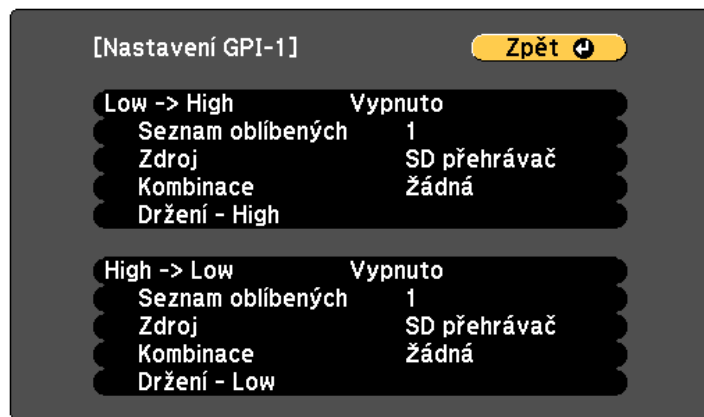 [Nastavení GPI-1] Zpět
Low -> High Vypnuto
Seznam oblíbených 1
Zdroj SD přehrávač
Kombinace Žádná
Držení - High
High -> Low Vypnuto
Seznam oblíbených 1
Zdroj SD přehrávač
Kombinace Žádná
Držení - Low